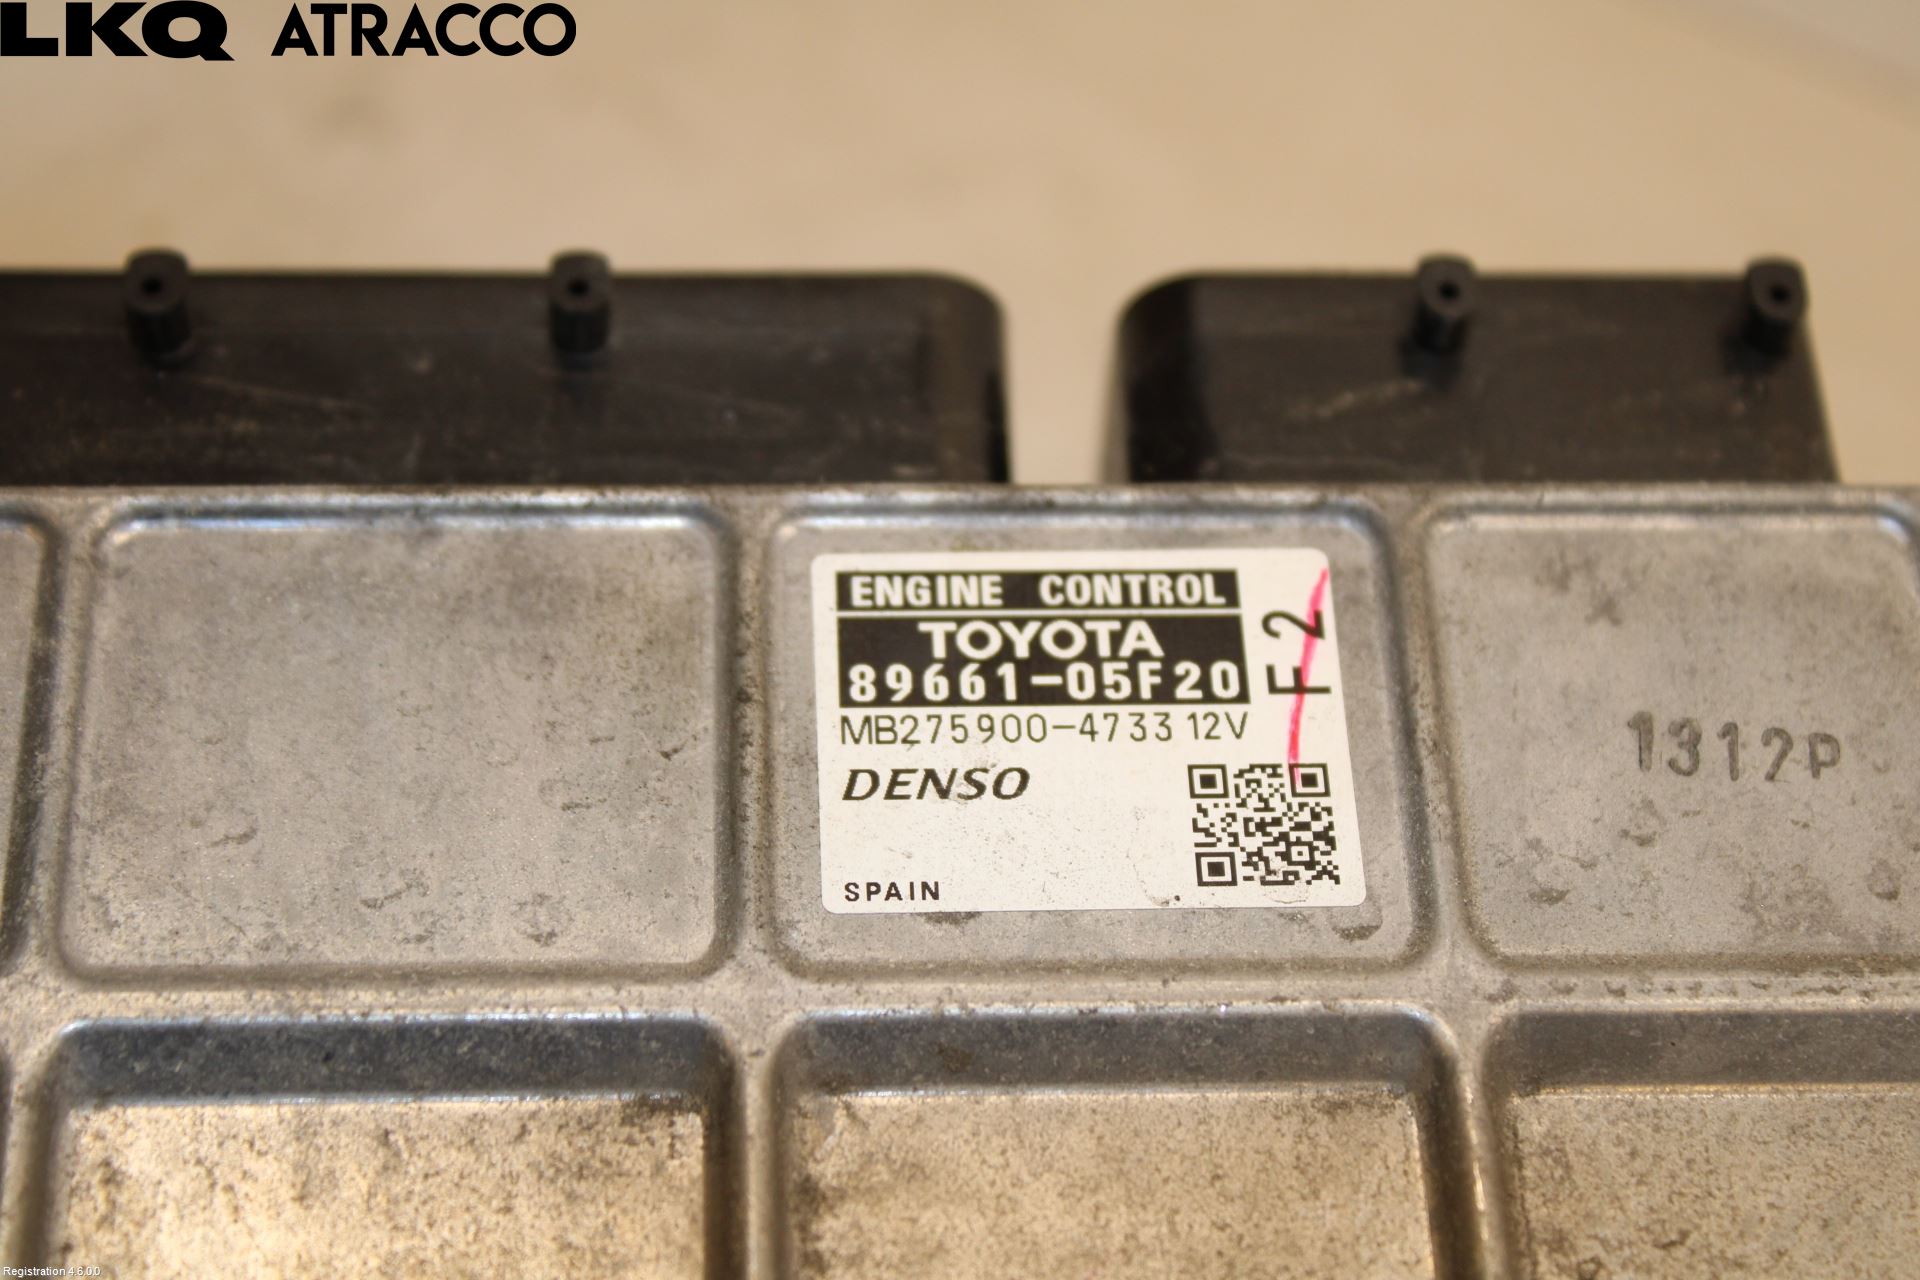 LKQ ATRACCO
ENGINE CONTROL
TOYOTA
89661-05F20
F2
MB275900-4733 12V
DENSO
SPAIN
1312P
Registration 4.6.0.0